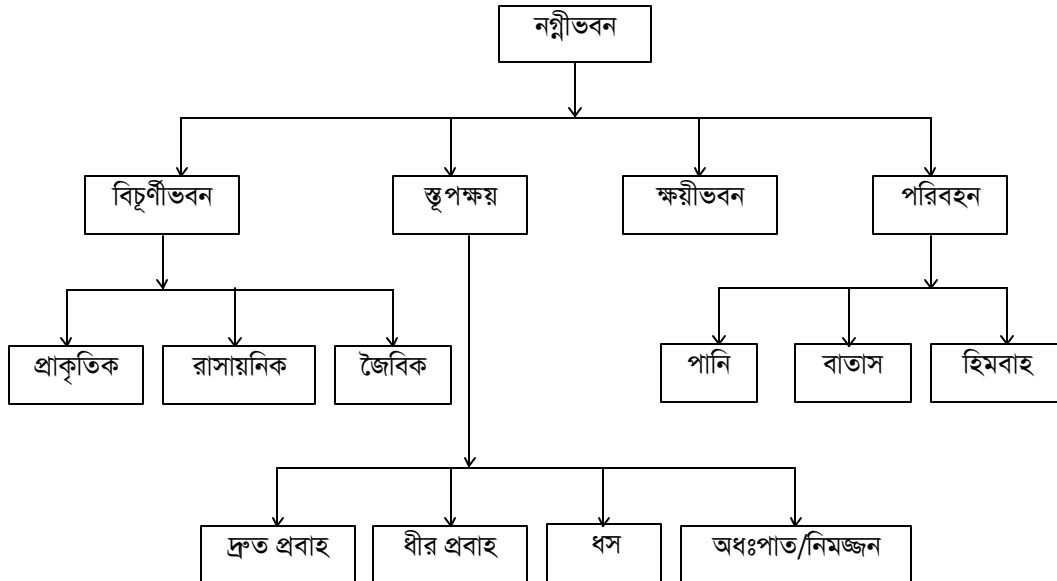 নগ্নীভবন
বিচূর্ণীভবন
স্তূপক্ষয়
ক্ষয়ীভবন
পরিবহন
প্রাকৃতিক
রাসায়নিক
জৈবিক
পানি
বাতাস
হিমবাহ
দ্রুত প্রবাহ
ধীর প্রবাহ
ধস
অধঃপাত/নিমজ্জন